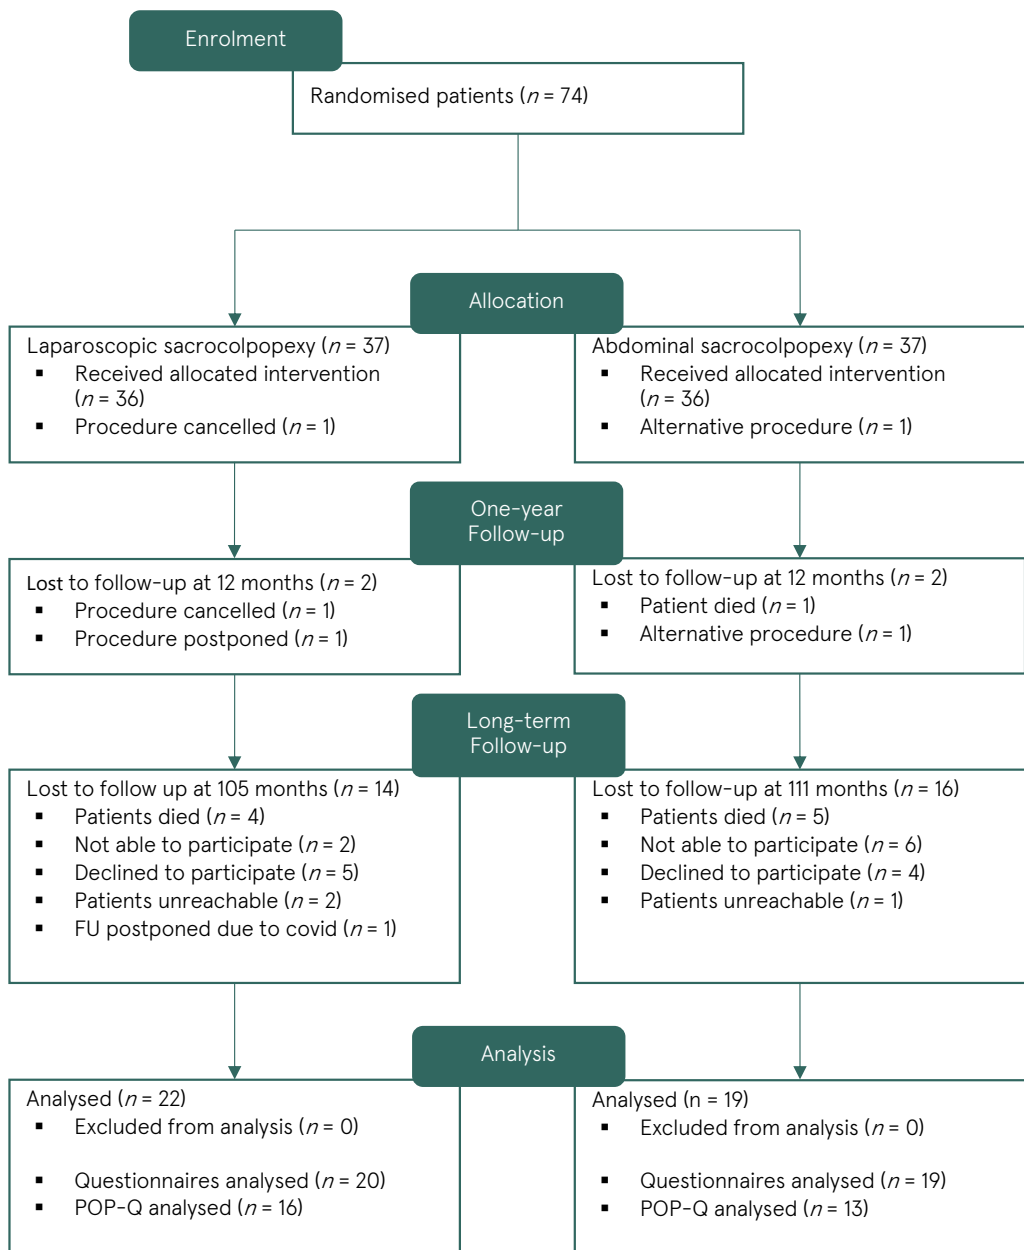 Enrolment
Randomised patients (n = 74)
Allocation
Laparoscopic sacrocolpopexy (n = 37)
▪ Received allocated intervention
(n = 36)
▪ Procedure cancelled (n = 1)
Abdominal sacrocolpopexy (n = 37)
▪ Received allocated intervention
(n = 36)
▪ Alternative procedure (n = 1)
One-year
Follow-up
Lost to follow-up at 12 months (n = 2)
▪ Procedure cancelled (n = 1)
▪ Procedure postponed (n = 1)
Lost to follow-up at 12 months (n = 2)
▪ Patient died (n = 1)
▪ Alternative procedure (n = 1)
Long-term
Follow-up
Lost to follow up at 105 months (n = 14)
▪ Patients died (n = 4)
▪ Not able to participate (n = 2)
▪ Declined to participate (n = 5)
▪ Patients unreachable (n = 2)
▪ FU postponed due to covid (n = 1)
Lost to follow-up at 111 months (n = 16)
▪ Patients died (n = 5)
▪ Not able to participate (n = 6)
▪ Declined to participate (n = 4)
▪ Patients unreachable (n = 1)
Analysis
Analysed (n = 22)
▪ Excluded from analysis (n = 0)
▪ Questionnaires analysed (n = 20)
▪ POP-Q analysed (n = 16)
Analysed (n = 19)
▪ Excluded from analysis (n = 0)
▪ Questionnaires analysed (n = 19)
▪ POP-Q analysed (n = 13)